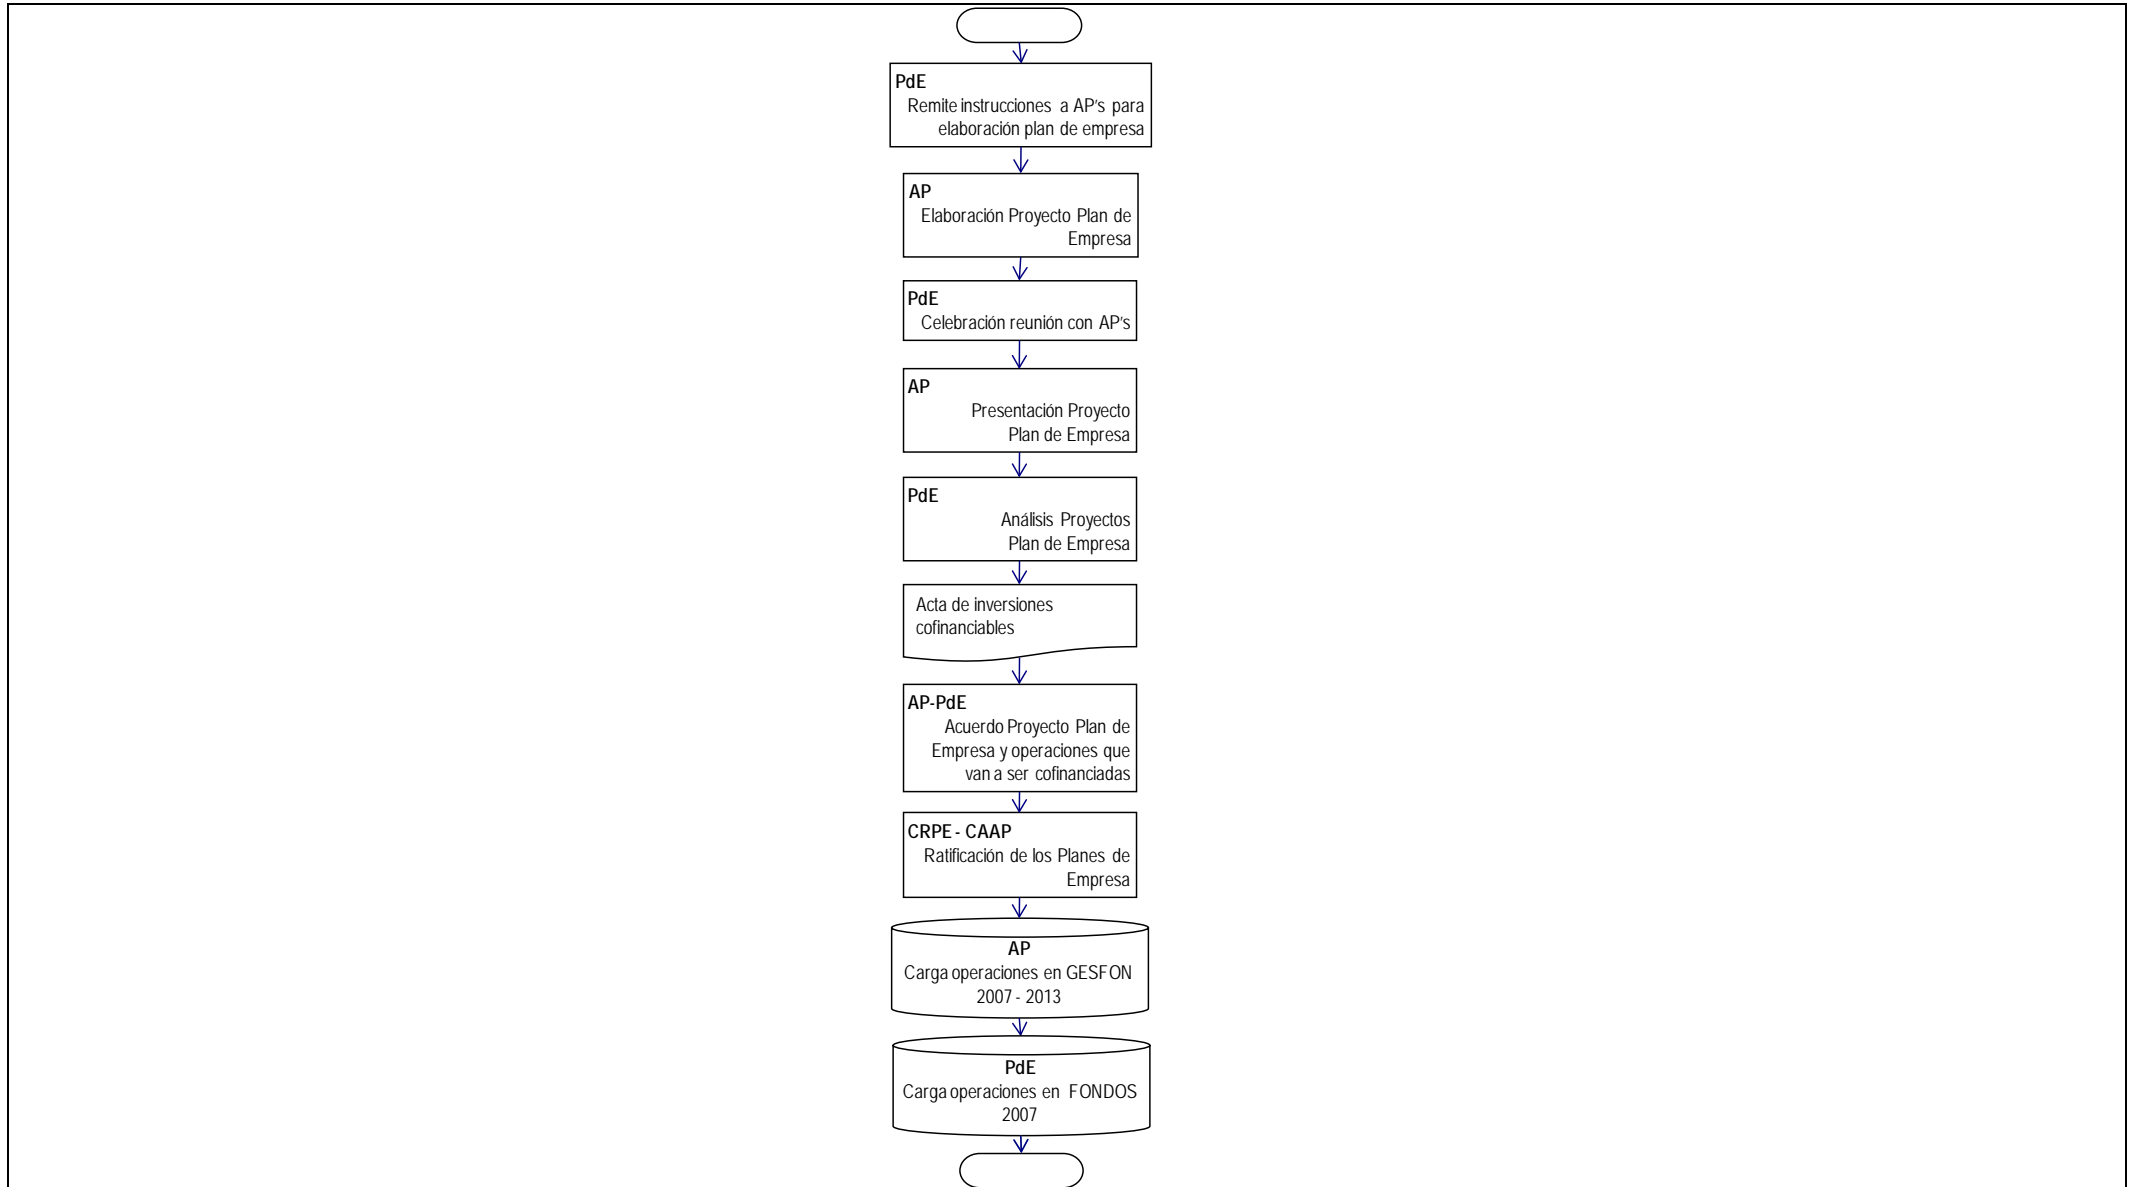 PdE
Remite instrucciones a AP's para
elaboración plan de empresa
AP
Elaboración Proyecto Plan de
Empresa
PdE
Celebración reunión con AP's
AP
Presentación Proyecto
Plan de Empresa
PdE
Análisis Proyectos
Plan de Empresa
Acta de inversiones
cofinanciables
AP-PdE
Acuerdo Proyecto Plan de
Empresa y operaciones que
van a ser cofinanciadas
CRPE - CAAP
Ratificación de los Planes de
Empresa
AP
Carga operaciones en GESFON
2007 - 2013
PdE
Carga operaciones en FONDOS
2007